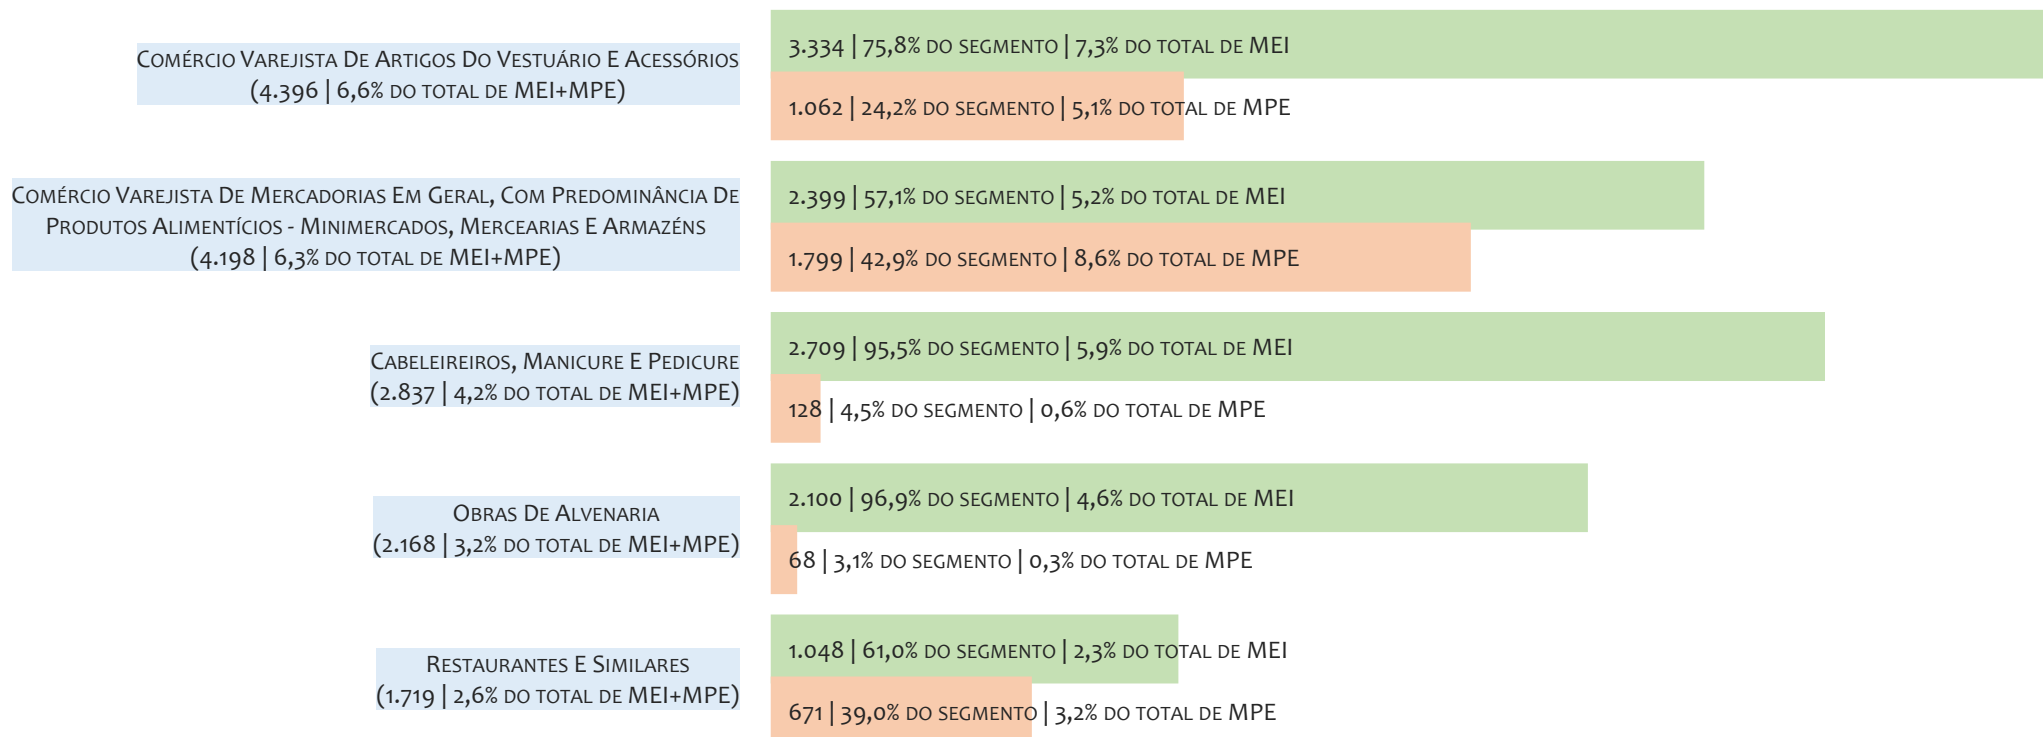 Comércio Varejista De Artigos Do Vestuário E Acessórios
(4.396 | 6,6% do total de MEI+MPE)
3.334 | 75,8% do segmento | 7,3% do total de MEI
1.062 | 24,2% do segmento | 5,1% do total de MPE
Comércio Varejista De Mercadorias Em Geral, Com Predominância De
Produtos Alimentícios - Minimercados, Mercearias E Armazéns
(4.198 | 6,3% do total de MEI+MPE)
2.399 | 57,1% do segmento | 5,2% do total de MEI
1.799 | 42,9% do segmento | 8,6% do total de MPE
Cabeleireiros, Manicure E Pedicure
(2.837 | 4,2% do total de MEI+MPE)
2.709 | 95,5% do segmento | 5,9% do total de MEI
128 | 4,5% do segmento | 0,6% do total de MPE
Obras De Alvenaria
(2.168 | 3,2% do total de MEI+MPE)
2.100 | 96,9% do segmento | 4,6% do total de MEI
68 | 3,1% do segmento | 0,3% do total de MPE
Restaurantes E Similares
(1.719 | 2,6% do total de MEI+MPE)
1.048 | 61,0% do segmento | 2,3% do total de MEI
671 | 39,0% do segmento | 3,2% do total de MPE